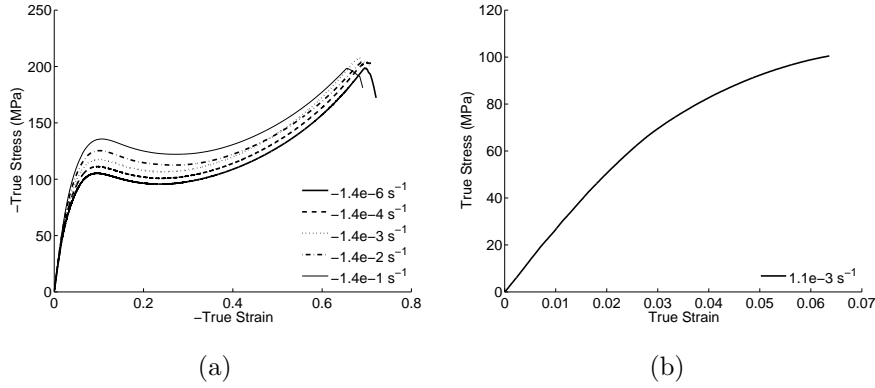 250
200
150
100
50
0
−True Stress (MPa)
0 0.2 0.4 0.6 0.8
−True Strain
−1.4e−6 s−1
−1.4e−4 s−1
−1.4e−3 s−1
−1.4e−2 s−1
−1.4e−1 s−1
(a)
120
100
80
60
40
20
0
True Stress (MPa)
0 0.01 0.02 0.03 0.04 0.05 0.06 0.07
True Strain
1.1e−3 s−1
(b)